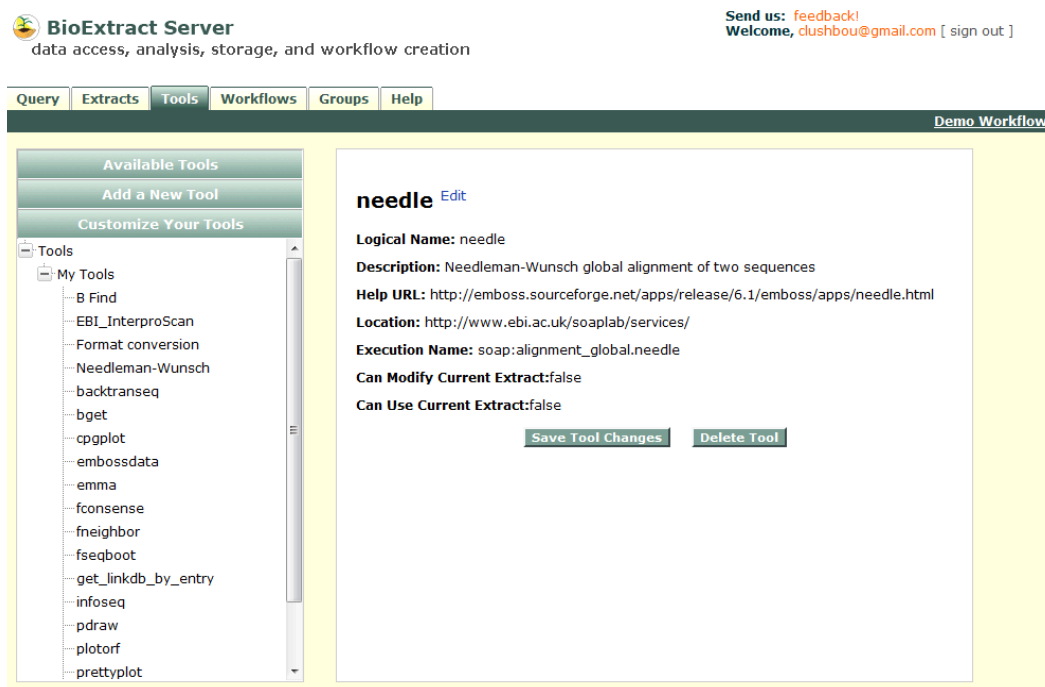 BioExtract Server
data access, analysis, storage, and workflow creation
Send us: feedback!
Welcome, clushbou@gmail.com [ sign out ]
Query Extracts Tools Workflows Groups Help
Demo Workflow
Available Tools
Add a New Tool
Customize Your Tools
Tools
My Tools
B Find
EBI_InterproScan
Format conversion
Needleman-Wunsch
backtranseq
bget
cpgplot
embossdata
emma
fconsense
fneighbor
fseqboot
get_linkdb_by_entry
infoseq
pdraw
plotorf
prettyplot
needle Edit
Logical Name: needle
Description: Needleman-Wunsch global alignment of two sequences
Help URL: http://emboss.sourceforge.net/apps/release/6.1/emboss/apps/needle.html
Location: http://www.ebi.ac.uk/soaplab/services/
Execution Name: soap:alignment_global.needle
Can Modify Current Extract:false
Can Use Current Extract:false
Save Tool Changes Delete Tool